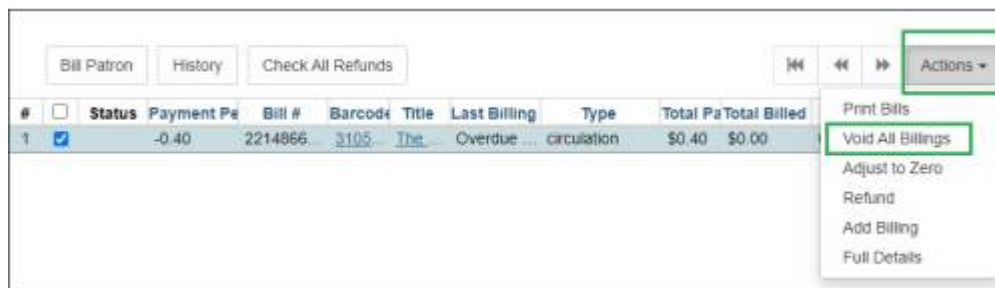 Bill Patron History Check All Refunds Actions
# Status Payment Pe Bill # Barcode Title Last Billing Type Total Pa Total Billed
1 -0.40 2214866... 3105... The ... Overdue ... circulation $0.40 $0.00
Print Bills
Void All Billings
Adjust to Zero
Refund
Add Billing
Full Details